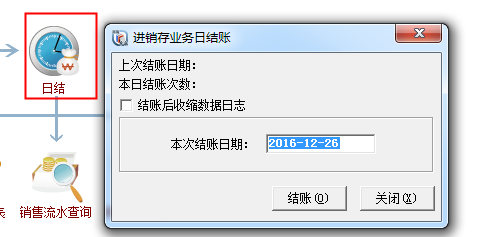 进销存业务日结账
上次结账日期：
本日结账次数：
结账后收缩数据日志
本次结账日期： 2016-12-26
结账(O) 关闭(X)
日结
表 销售流水查询